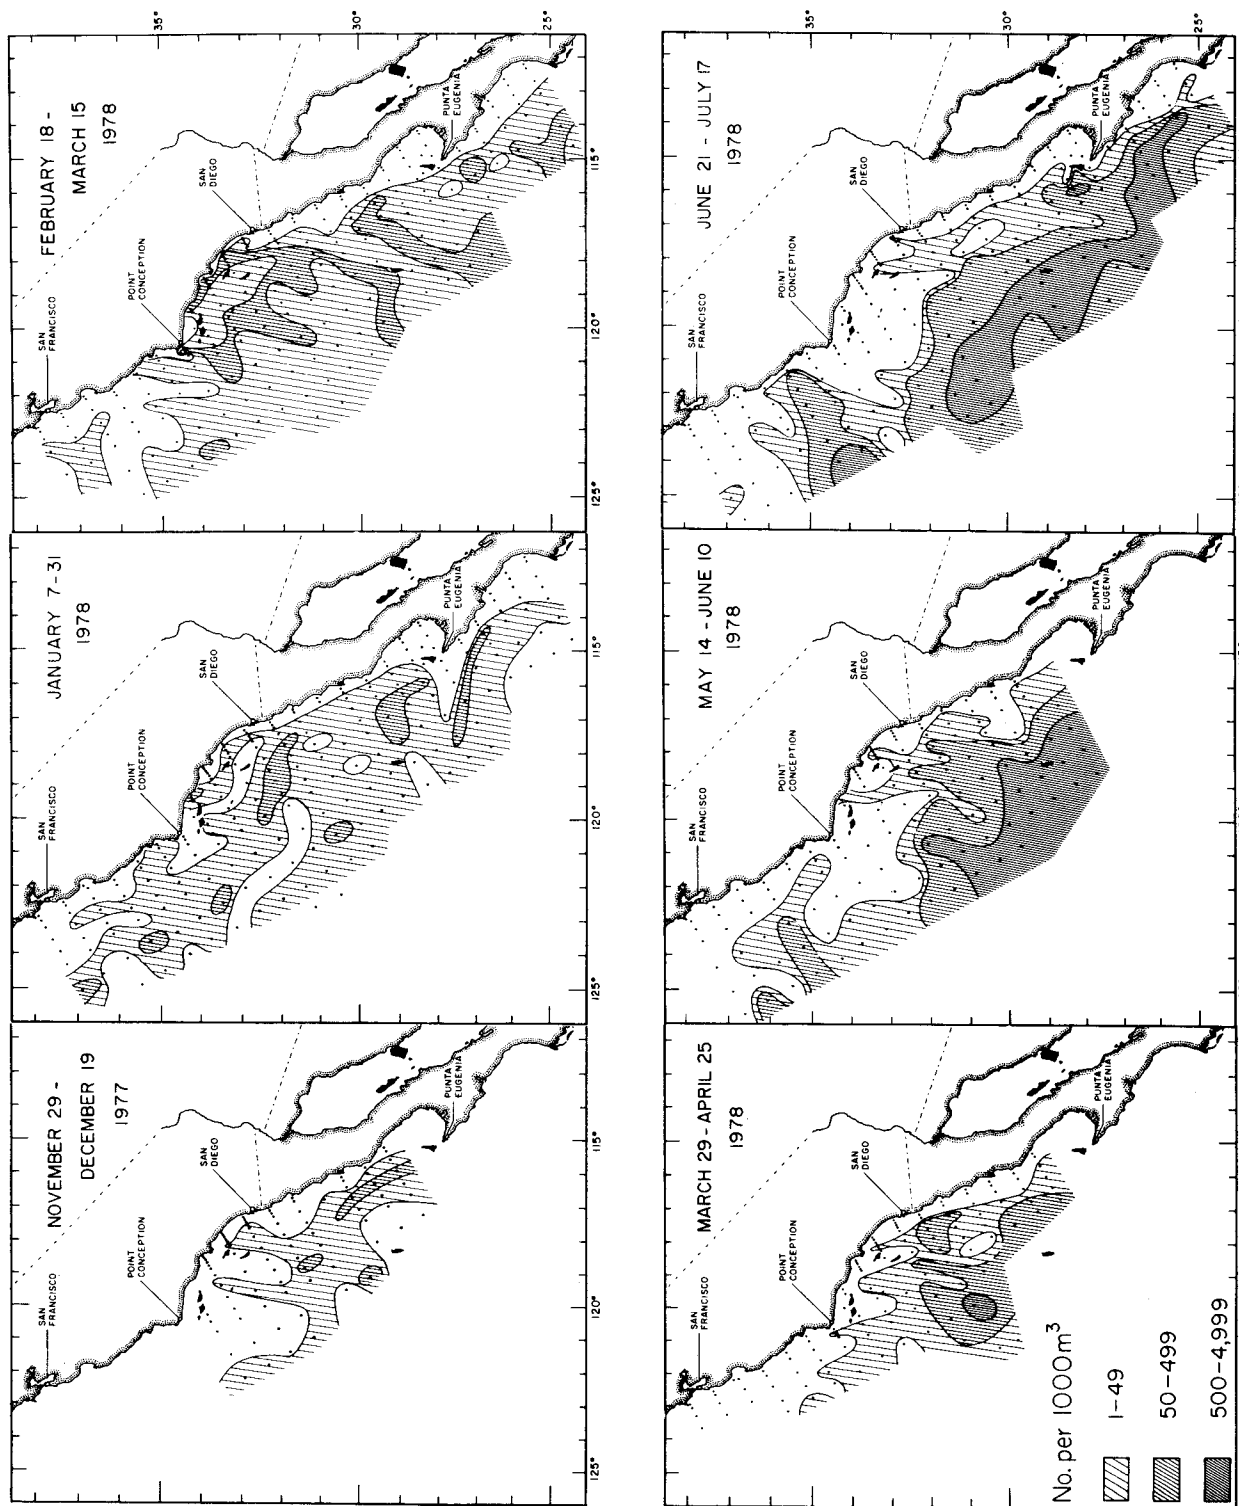 35°
30°
25°
FEBRUARY 18 -
MARCH 15
1978
SAN
FRANCISCO
POINT
CONCEPTION
SAN
DIEGO
PUNTA
EUGENIA
115°
120°
125°
JANUARY 7-31
1978
SAN
FRANCISCO
POINT
CONCEPTION
SAN
DIEGO
PUNTA
EUGENIA
115°
120°
125°
NOVEMBER 29 -
DECEMBER 19
1977
SAN
FRANCISCO
POINT
CONCEPTION
SAN
DIEGO
PUNTA
EUGENIA
115°
120°
125°
35°
30°
25°
JUNE 21 - JULY 17
1978
SAN
FRANCISCO
POINT
CONCEPTION
SAN
DIEGO
PUNTA
EUGENIA
MAY 14 - JUNE 10
1978
SAN
FRANCISCO
POINT
CONCEPTION
SAN
DIEGO
PUNTA
EUGENIA
MARCH 29 - APRIL 25
1978
SAN
FRANCISCO
POINT
CONCEPTION
SAN
DIEGO
PUNTA
EUGENIA
No. per 1000m³
1-49
50-499
500-4,999